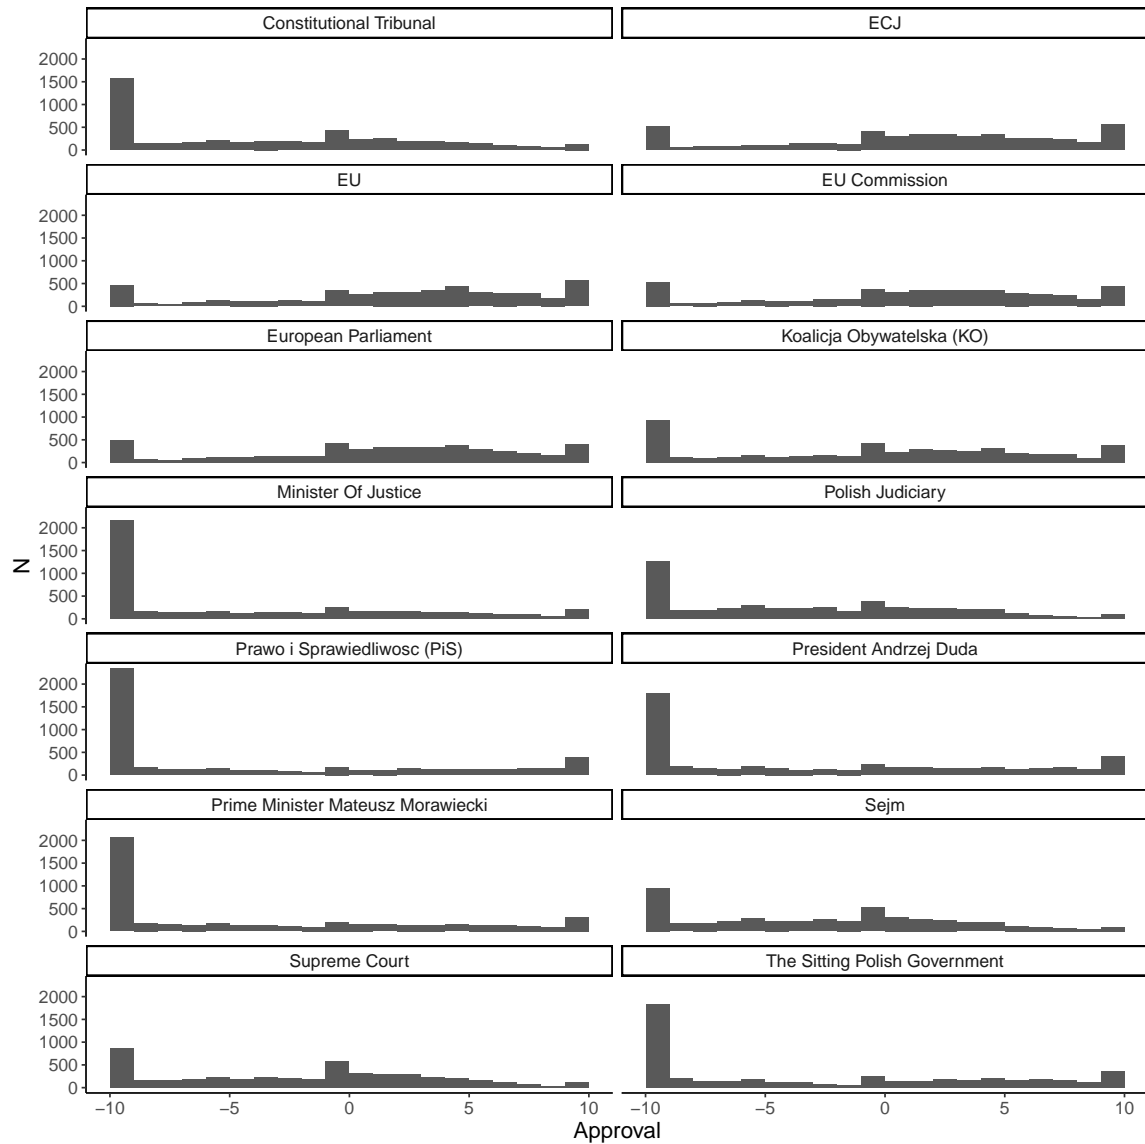 Constitutional Tribunal
ECJ
2000
1500
1000
500
0
EU
EU Commission
2000
1500
1000
500
0
European Parliament
Koalicja Obywatelska (KO)
2000
1500
1000
500
0
Minister Of Justice
Polish Judiciary
2000
1500
1000
500
0
N
Prawo i Sprawiedliwosc (PiS)
President Andrzej Duda
2000
1500
1000
500
0
Prime Minister Mateusz Morawiecki
Sejm
2000
1500
1000
500
0
Supreme Court
The Sitting Polish Government
2000
1500
1000
500
0
−10 −5 0 5 10 −10 −5 0 5 10
Approval